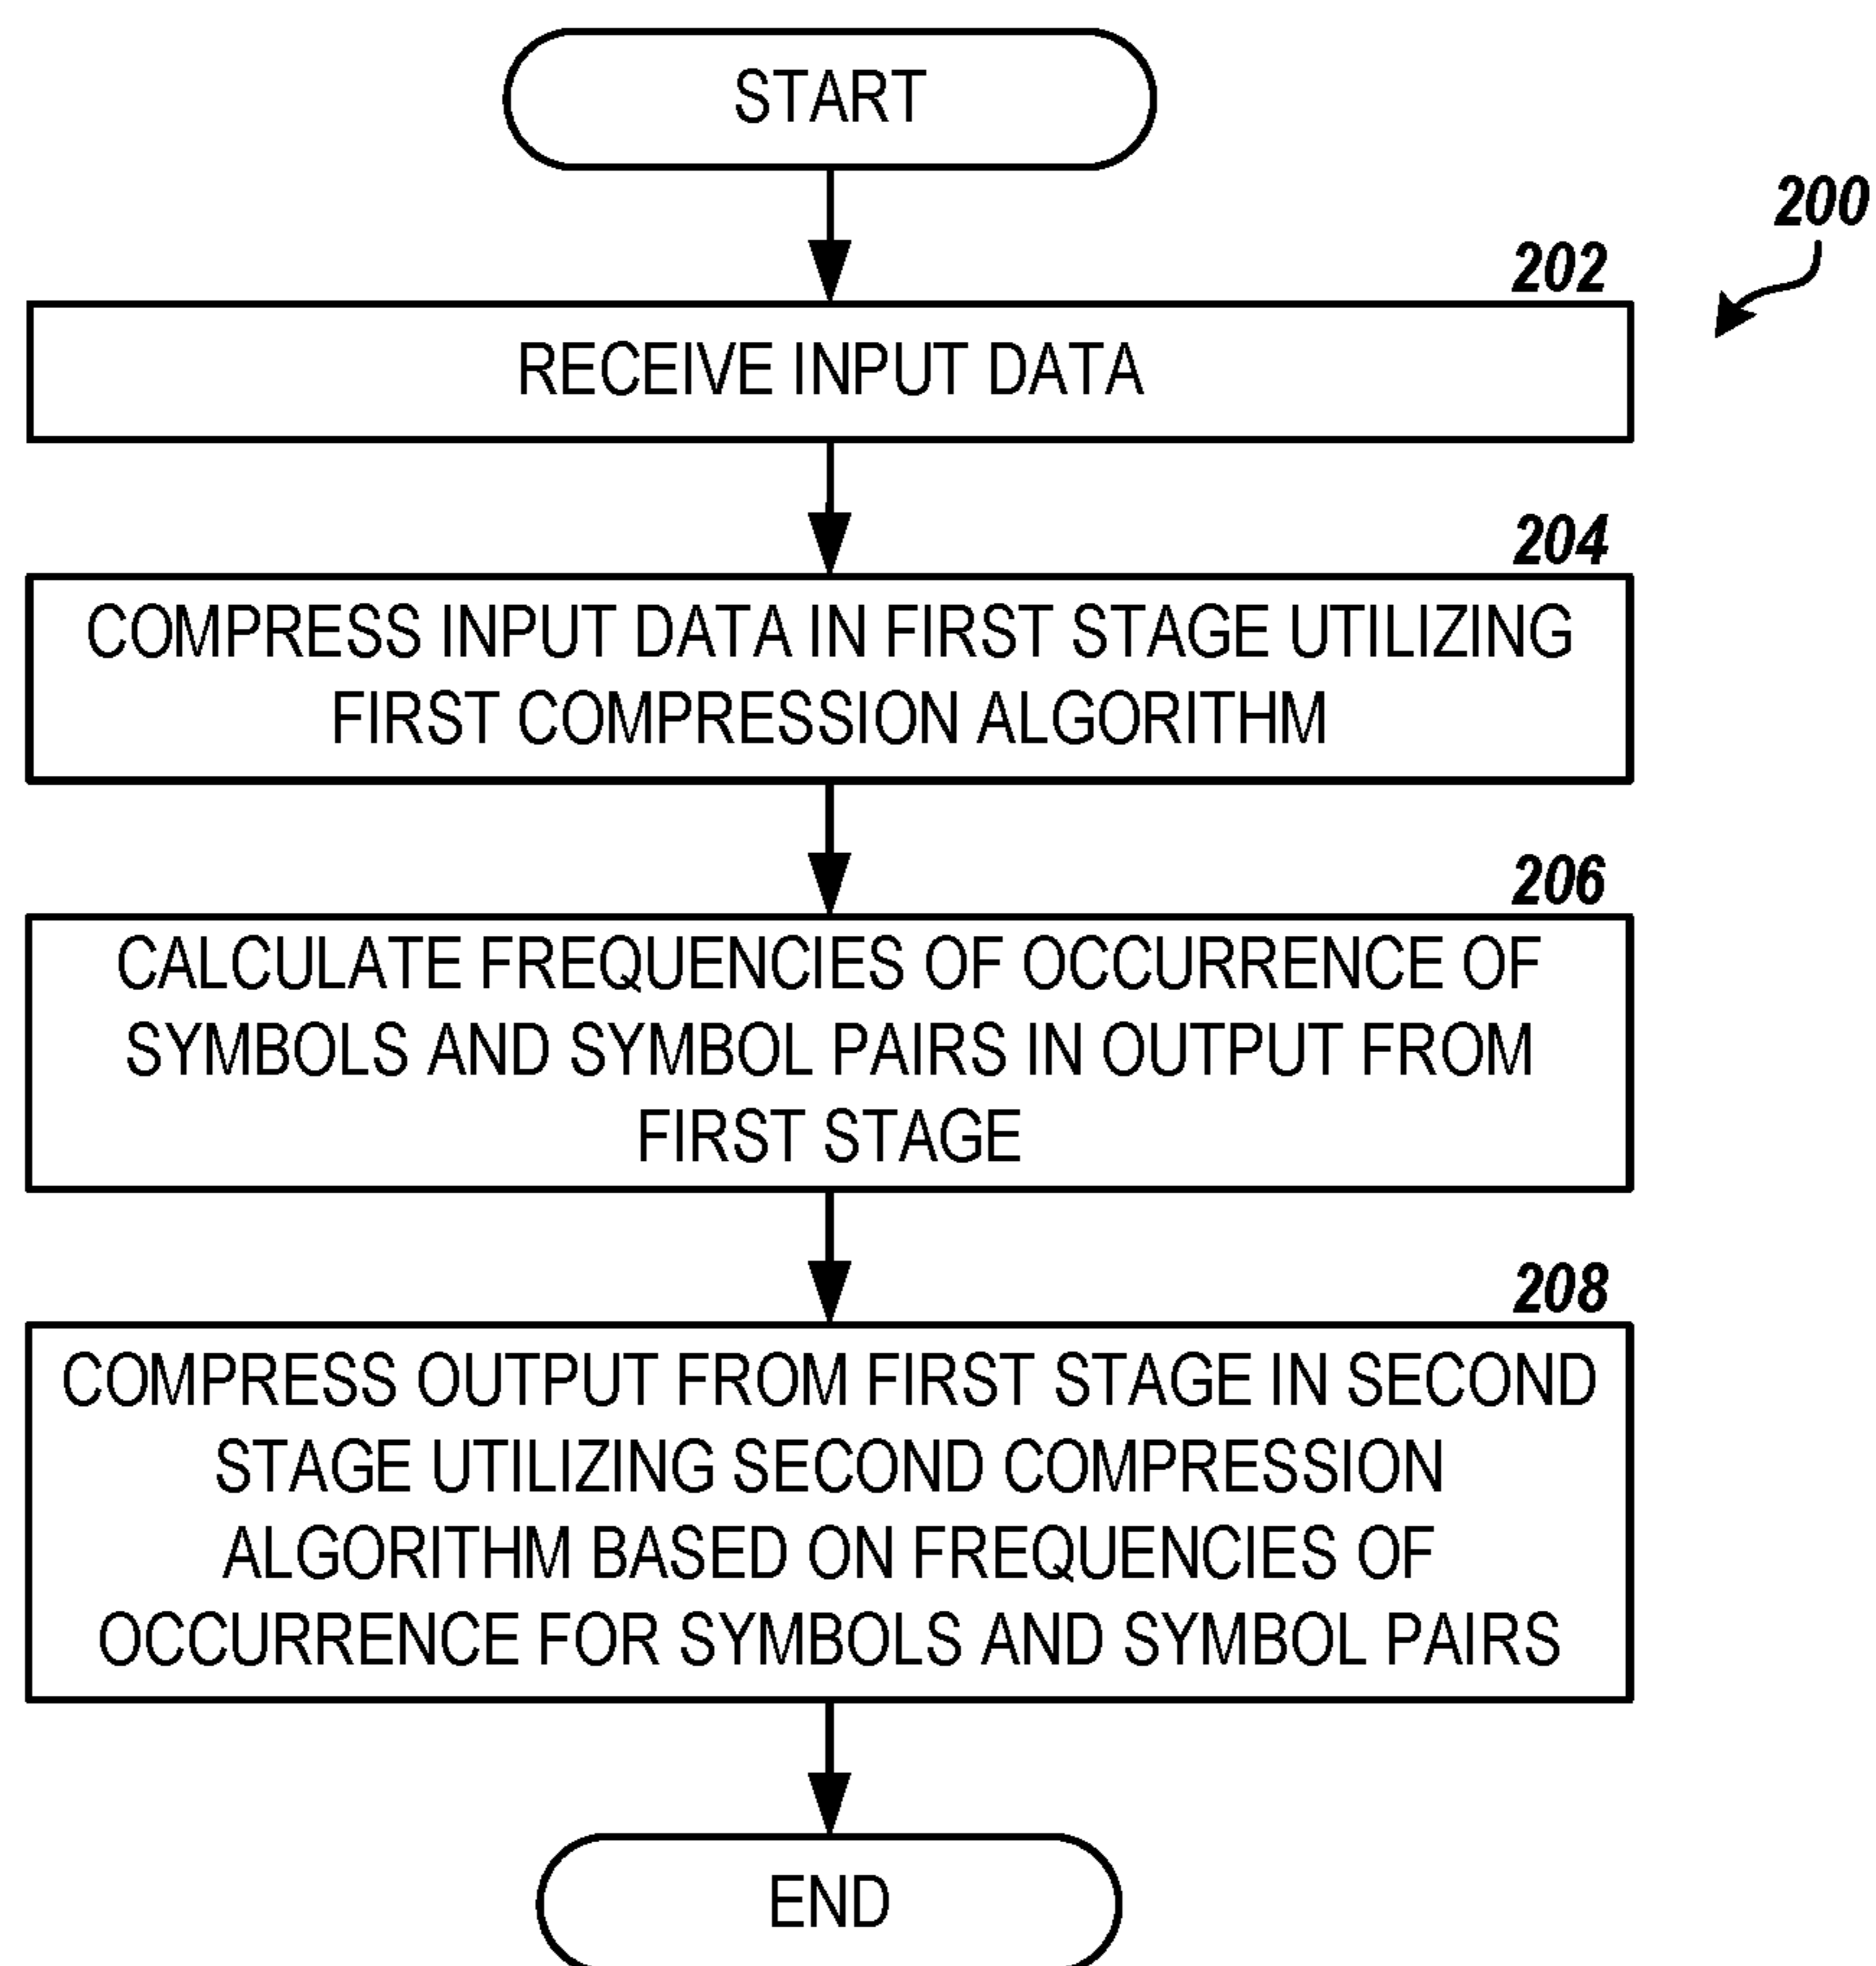 START
200
202
RECEIVE INPUT DATA
204
COMPRESS INPUT DATA IN FIRST STAGE UTILIZING
FIRST COMPRESSION ALGORITHM
206
CALCULATE FREQUENCIES OF OCCURRENCE OF
SYMBOLS AND SYMBOL PAIRS IN OUTPUT FROM
FIRST STAGE
208
COMPRESS OUTPUT FROM FIRST STAGE IN SECOND
STAGE UTILIZING SECOND COMPRESSION
ALGORITHM BASED ON FREQUENCIES OF
OCCURRENCE FOR SYMBOLS AND SYMBOL PAIRS
END